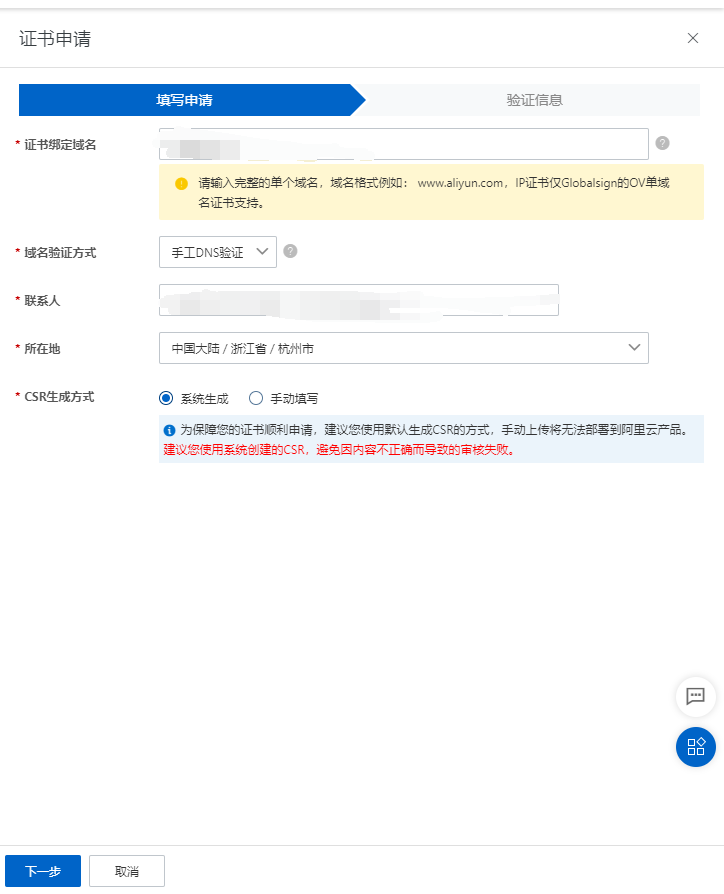 证书申请
填写申请
验证信息
* 证书绑定域名
请输入完整的单个域名，域名格式例如： www.aliyun.com，IP证书仅Globalsign的OV单域
名证书支持。
* 域名验证方式
手工DNS验证
* 联系人
* 所在地
中国大陆 / 浙江省 / 杭州市
* CSR生成方式
系统生成
手动填写
为保障您的证书顺利申请，建议您使用默认生成CSR的方式，手动上传将无法部署到阿里云产品。
建议您使用系统创建的CSR，避免因内容不正确而导致的审核失败。
下一步
取消